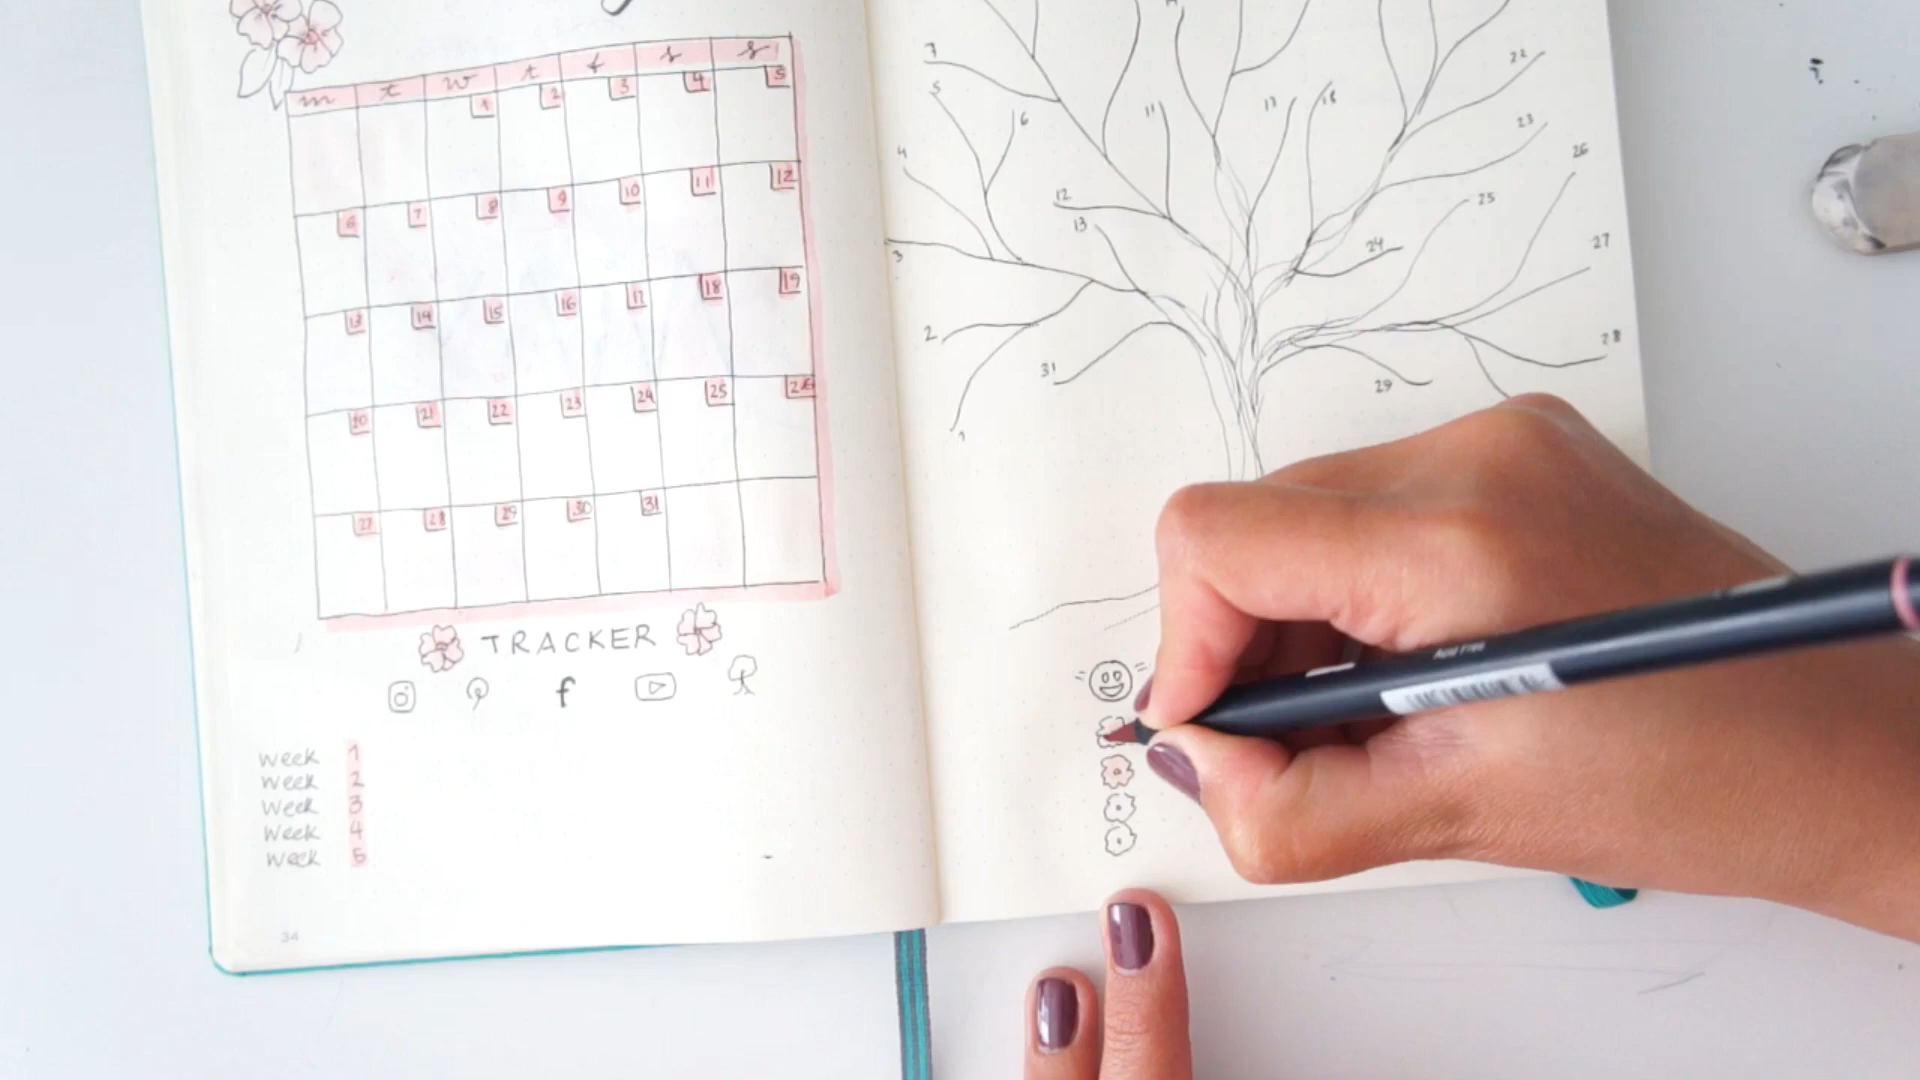 m t w t f s s
1 2 3 4 5
6 7 8 9 10 11 12
13 14 15 16 17 18 19
20 21 22 23 24 25 26
27 28 29 30 31
TRACKER
f
Week 1
Week 2
Week 3
Week 4
Week 5
34
7
5
6
4
3
2
1
31
12
13
11
17
18
22
23
26
25
24
27
28
29